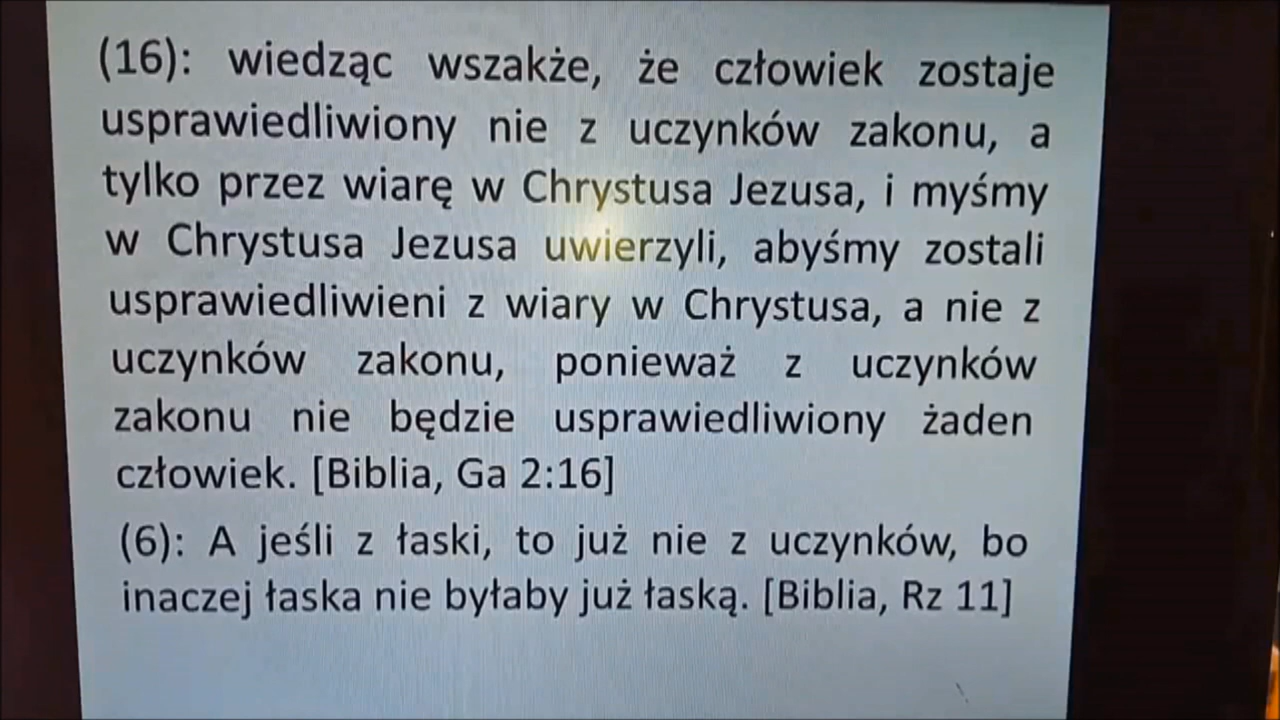 (16): wiedząc wszakże, że człowiek zostaje
usprawiedliwiony nie z uczynków zakonu, a
tylko przez wiarę w Chrystusa Jezusa, i myśmy
w Chrystusa Jezusa uwierzyli, abyśmy zostali
usprawiedliwieni z wiary w Chrystusa, a nie z
uczynków zakonu, ponieważ z uczynków
zakonu nie będzie usprawiedliwiony żaden
człowiek. [Biblia, Ga 2:16]
(6): A jeśli z łaski, to już nie z uczynków, bo
inaczej łaska nie byłaby już łaską. [Biblia, Rz 11]